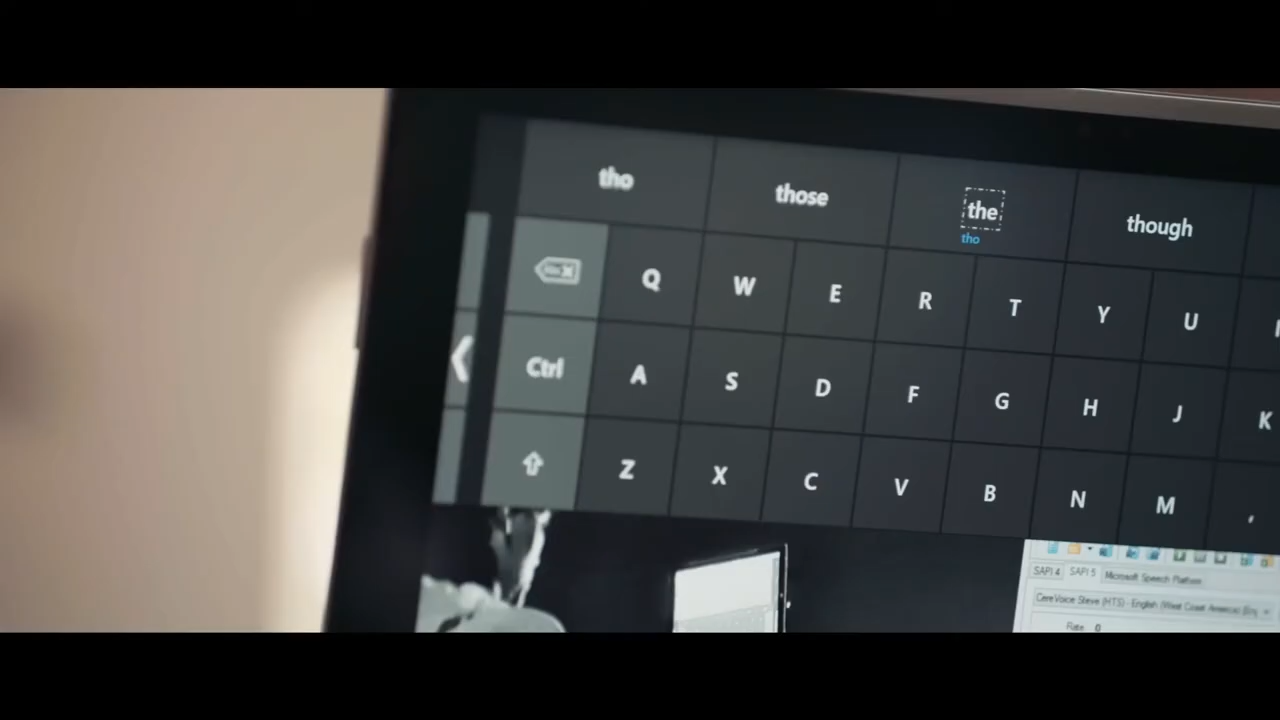 tho those the though
tho
Q W E R T Y U
Ctrl A S D F G H J K
Z X C V B N M ,
SAPI 4 SAPI 5 Microsoft Speech Platform
CereVoice Steve (HTS) - English (West Coast America)
Rate 0